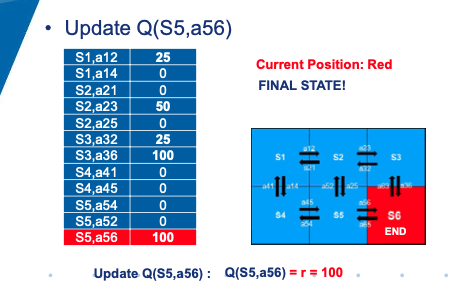 • Update Q(S5,a56)
S1,a12 25
S1,a14 0
S2,a21 0
S2,a23 50
S2,a25 0
S3,a32 25
S3,a36 100
S4,a41 0
S4,a45 0
S5,a54 0
S5,a52 0
S5,a56 100
Current Position: Red
FINAL STATE!
a12 a23
S1 S2 S3
a21 a32
a41 a14 a52 a25 a63 a36
a45 a56
S4 S5 S6
a54 a65
END
Update Q(S5,a56) : Q(S5,a56) = r = 100